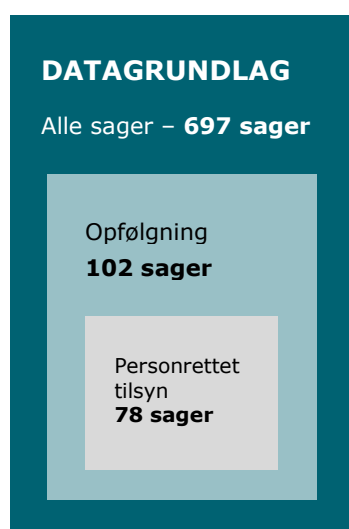 DATAGRUNDLAG
Alle sager – 697 sager
Opfølgning
102 sager
Personrettet
tilsyn
78 sager